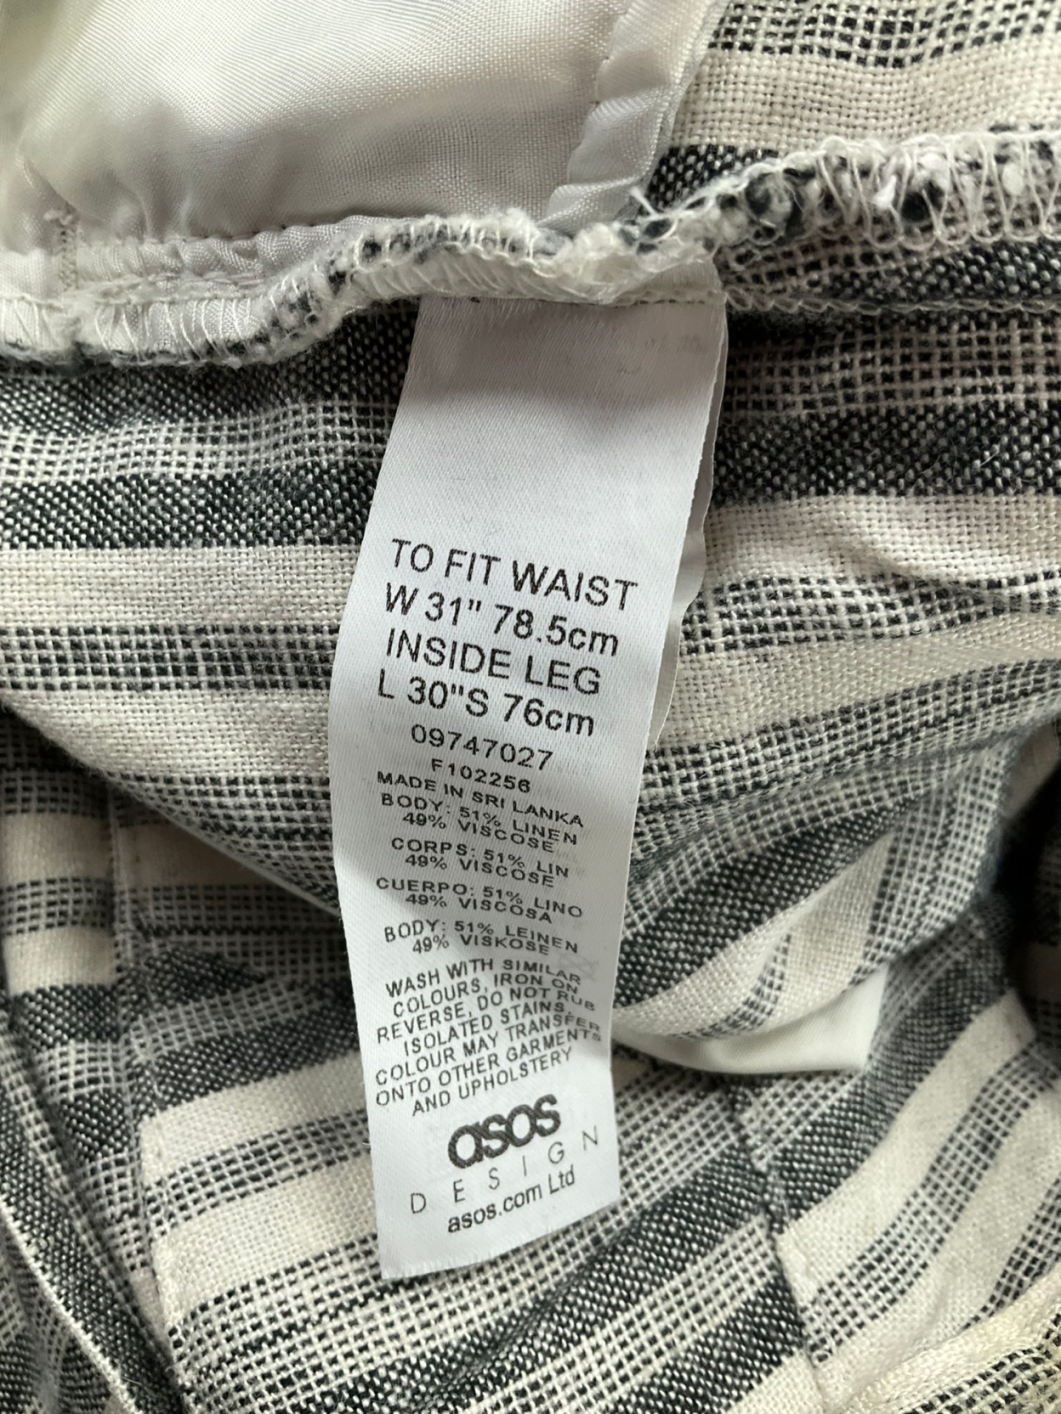 TO FIT WAIST
W 31" 78.5cm
INSIDE LEG
L 30"S 76cm
09747027
F102256
MADE IN SRI LANKA
BODY: 51% LINEN
49% VISCOSE
CORPS: 51% LIN
49% VISCOSE
CUERPO: 51% LINO
49% VISCOSA
BODY: 51% LEINEN
49% VISKOSE
WASH WITH SIMILAR
COLOURS, IRON ON
REVERSE, DO NOT RUB
ISOLATED STAINS,
COLOUR MAY TRANSFER
ONTO OTHER GARMENTS
AND UPHOLSTERY
asos
DESIGN
asos.com Ltd